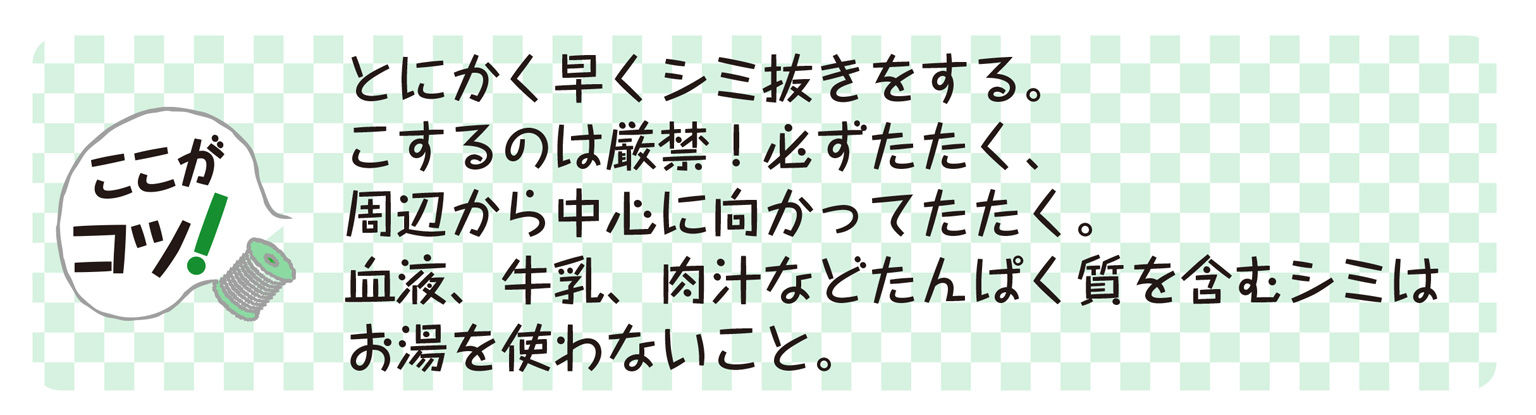 ここが
コツ!
とにかく早くシミ抜きをする。
こするのは厳禁！必ずたたく、
周辺から中心に向かってたたく。
血液、牛乳、肉汁などたんぱく質を含むシミは
お湯を使わないこと。